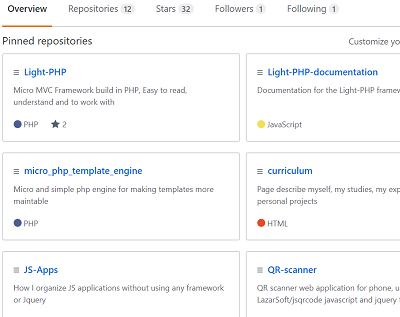 Overview Repositories 12 Stars 32 Followers 1 Following 1
Pinned repositories Customize yo
Light-PHP
Micro MVC Framework build in PHP, Easy to read,
understand and to work with
PHP 2
Light-PHP-documentation
Documentation for the Light-PHP framew
JavaScript
micro_php_template_engine
Micro and simple php engine for making templates more
maintable
PHP
curriculum
Page describe myself, my studies, my exp
personal projects
HTML
JS-Apps
How I organize JS applications without using any framework
or Jquery
QR-scanner
QR scanner web application for phone, u
LazarSoft/jsqrcode javascript and jquery